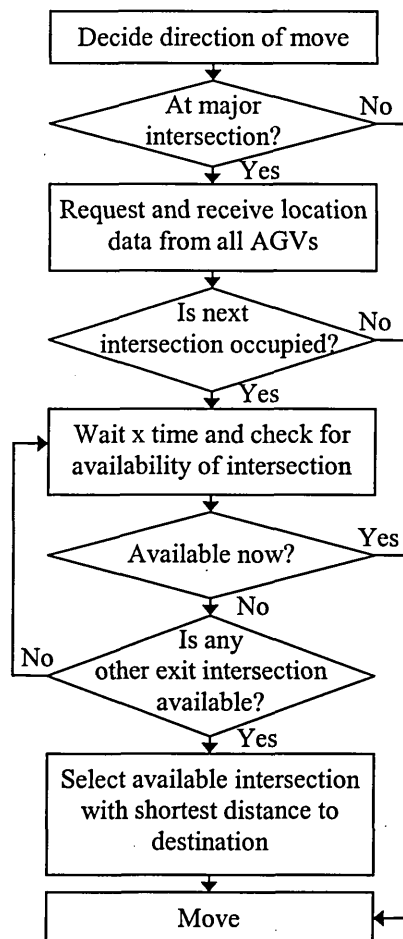 Decide direction of move
At major
intersection?
No
Yes
Request and receive location
data from all AGVs
Is next
intersection occupied?
No
Yes
Wait x time and check for
availability of intersection
Available now?
Yes
No
Is any
other exit intersection
available?
No
Yes
Select available intersection
with shortest distance to
destination
Move